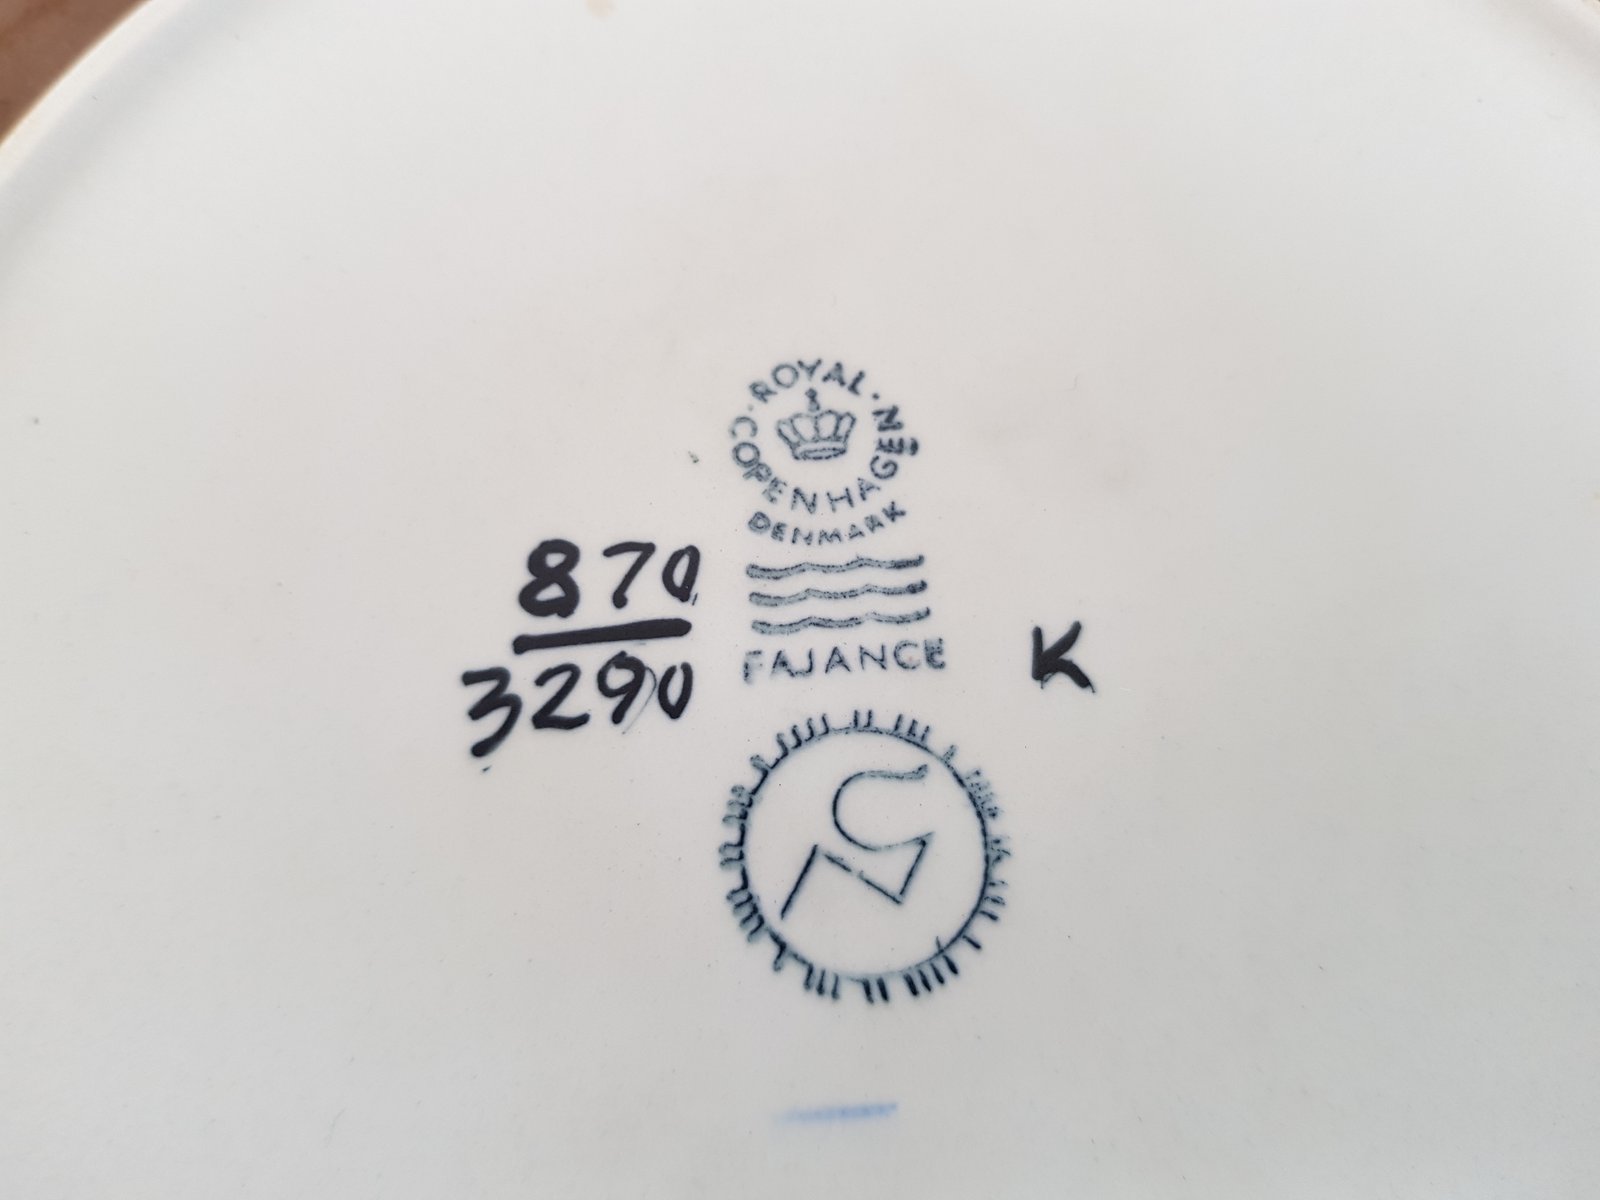 ROYAL · COPENHAGEN ·
DENMARK
870
3290
FAJANCE
K